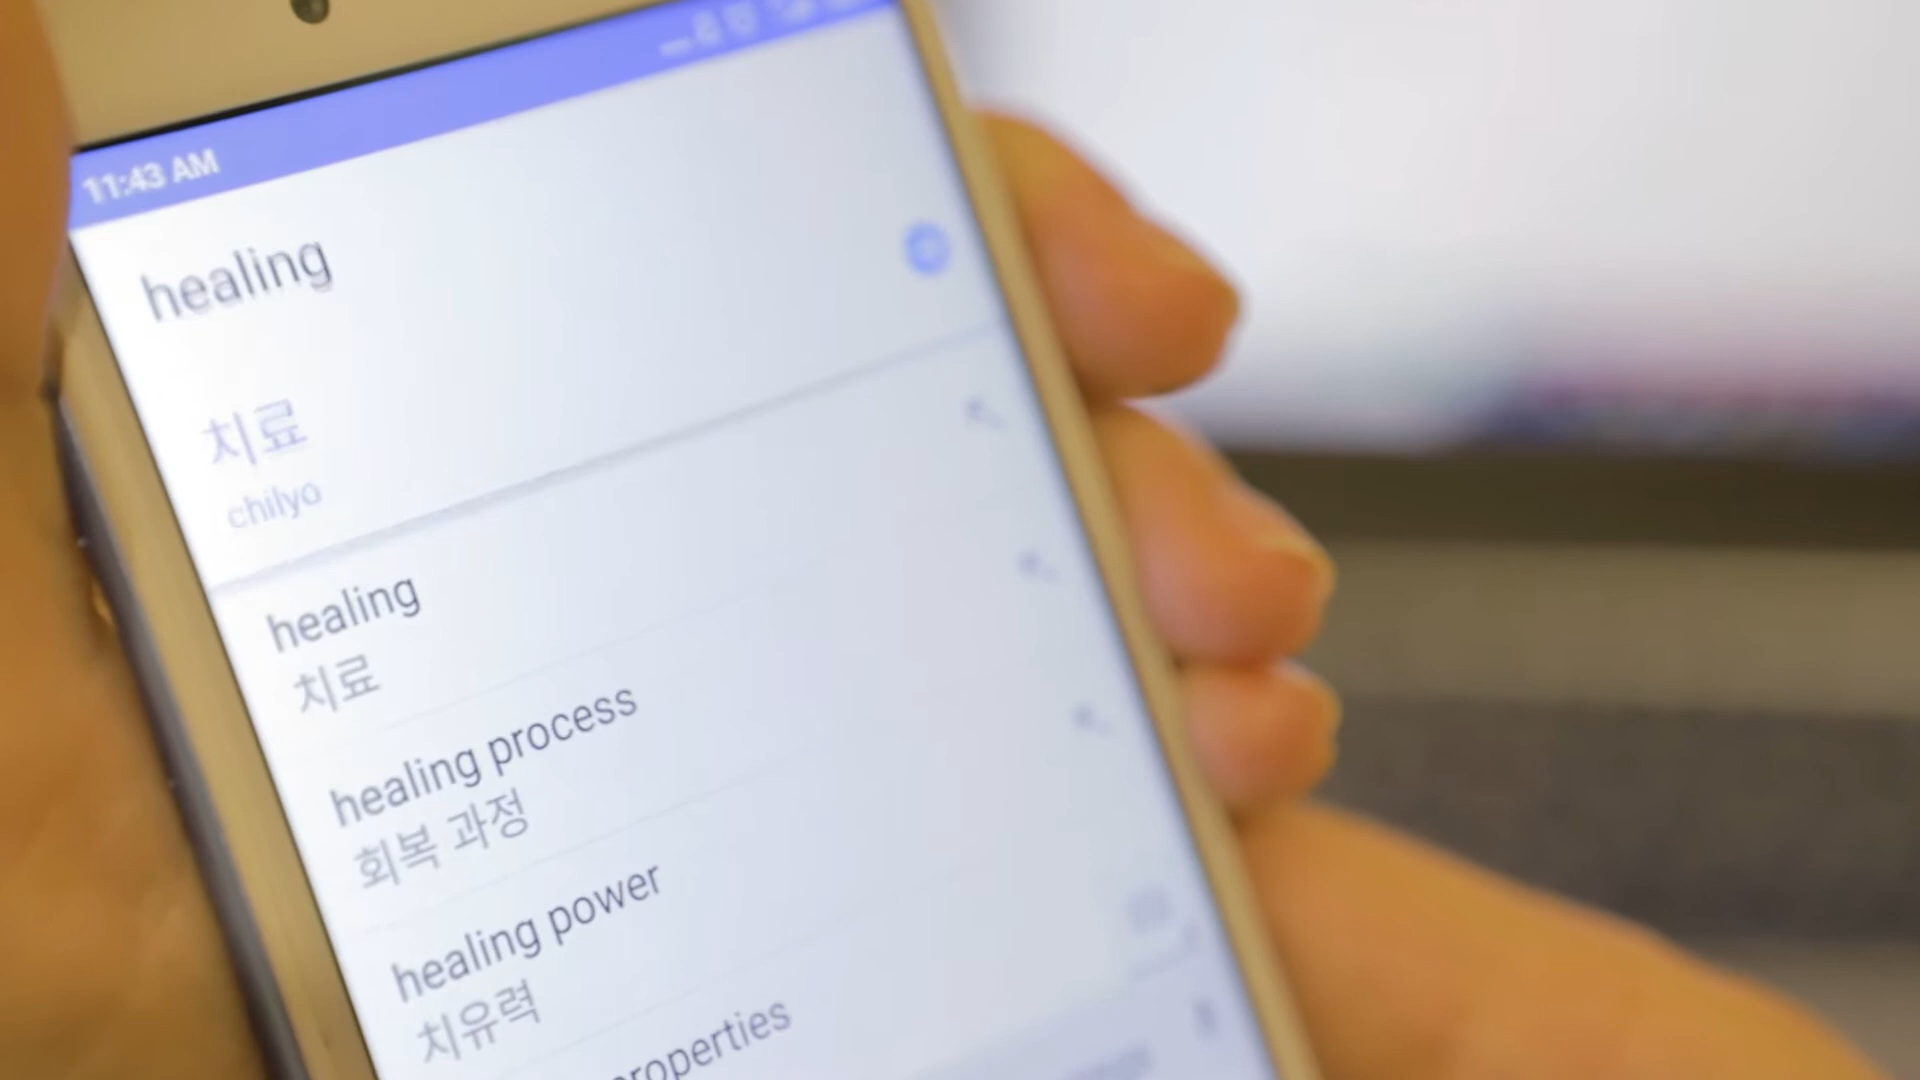 11:43 AM
healing
치료
chilyo
healing
치료
healing process
회복 과정
healing power
치유력
properties